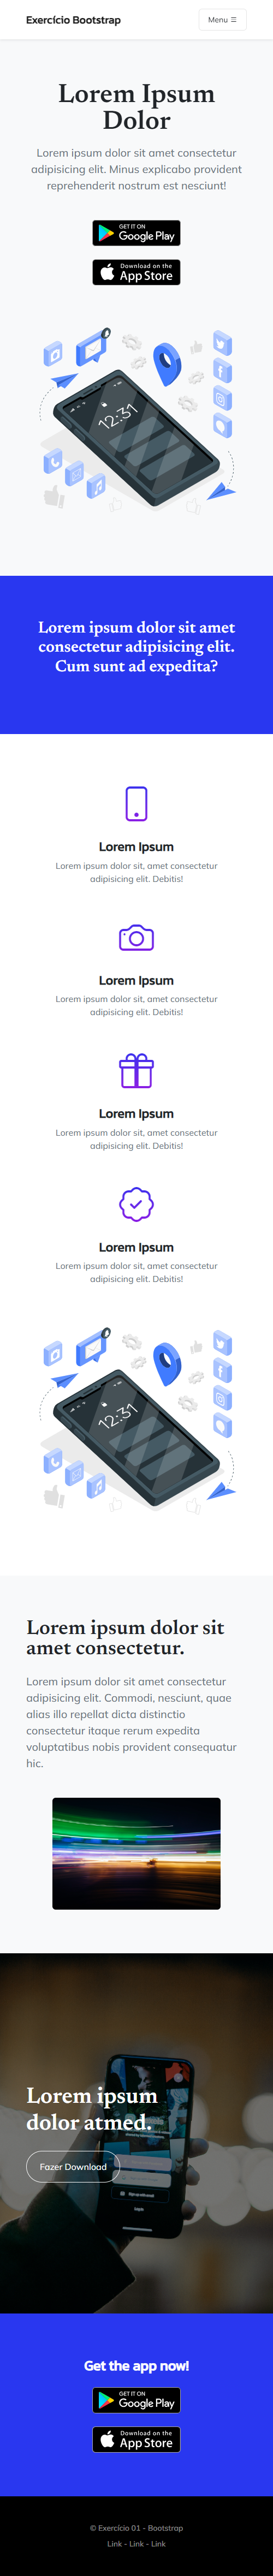 Exercício Bootstrap
Menu
Lorem Ipsum
Dolor
Lorem ipsum dolor sit amet consectetur
adipisicing elit. Minus explicabo provident
reprehenderit nostrum est nesciunt!
GET IT ON
Google Play
Download on the
App Store
12:31
Lorem ipsum dolor sit amet
consectetur adipisicing elit.
Cum sunt ad expedita?
Lorem Ipsum
Lorem ipsum dolor sit, amet consectetur
adipisicing elit. Debitis!
Lorem Ipsum
Lorem ipsum dolor sit, amet consectetur
adipisicing elit. Debitis!
Lorem Ipsum
Lorem ipsum dolor sit, amet consectetur
adipisicing elit. Debitis!
Lorem Ipsum
Lorem ipsum dolor sit, amet consectetur
adipisicing elit. Debitis!
12:31
Lorem ipsum dolor sit
amet consectetur.
Lorem ipsum dolor sit amet consectetur
adipisicing elit. Commodi, nesciunt, quae
alias illo repellat dicta distinctio
consectetur itaque rerum expedita
voluptatibus nobis provident consequatur
hic.
Lorem ipsum
dolor atmed.
Fazer Download
Get the app now!
GET IT ON
Google Play
Download on the
App Store
© Exercício 01 - Bootstrap
Link - Link - Link